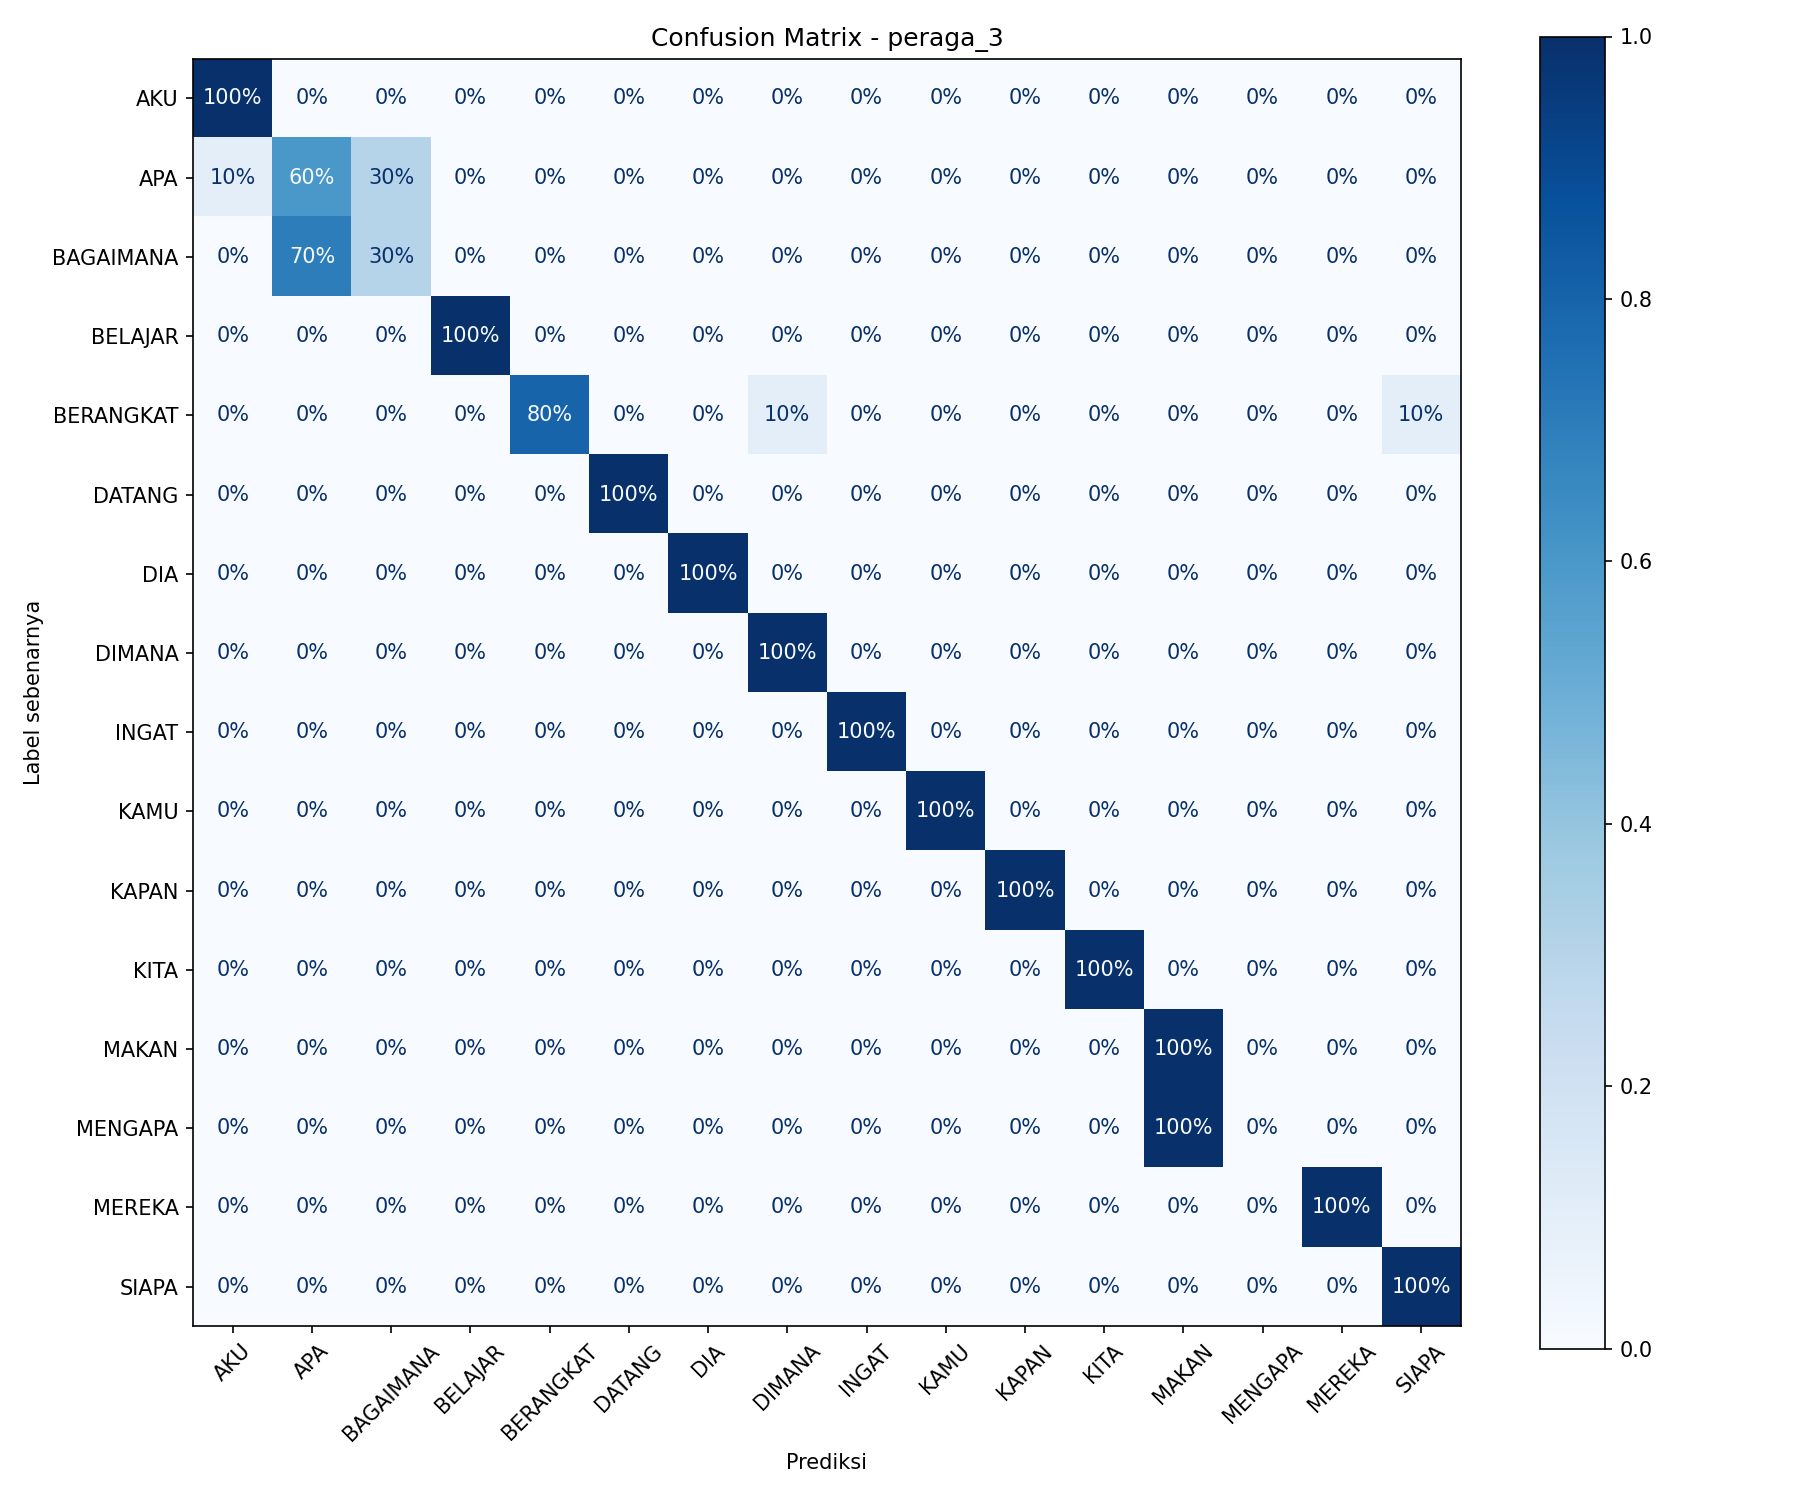 Confusion Matrix - peraga_3
1.0
AKU 100% 0% 0% 0% 0% 0% 0% 0% 0% 0% 0% 0% 0% 0% 0% 0%
APA 10% 60% 30% 0% 0% 0% 0% 0% 0% 0% 0% 0% 0% 0% 0% 0%
BAGAIMANA 0% 70% 30% 0% 0% 0% 0% 0% 0% 0% 0% 0% 0% 0% 0% 0%
0.8
BELAJAR 0% 0% 0% 100% 0% 0% 0% 0% 0% 0% 0% 0% 0% 0% 0% 0%
BERANGKAT 0% 0% 0% 0% 80% 0% 0% 10% 0% 0% 0% 0% 0% 0% 0% 10%
DATANG 0% 0% 0% 0% 0% 100% 0% 0% 0% 0% 0% 0% 0% 0% 0% 0%
0.6
DIA 0% 0% 0% 0% 0% 0% 100% 0% 0% 0% 0% 0% 0% 0% 0% 0%
DIMANA 0% 0% 0% 0% 0% 0% 0% 100% 0% 0% 0% 0% 0% 0% 0% 0%
Label sebenarnya
INGAT 0% 0% 0% 0% 0% 0% 0% 0% 100% 0% 0% 0% 0% 0% 0% 0%
KAMU 0% 0% 0% 0% 0% 0% 0% 0% 0% 100% 0% 0% 0% 0% 0% 0%
0.4
KAPAN 0% 0% 0% 0% 0% 0% 0% 0% 0% 0% 100% 0% 0% 0% 0% 0%
KITA 0% 0% 0% 0% 0% 0% 0% 0% 0% 0% 0% 100% 0% 0% 0% 0%
MAKAN 0% 0% 0% 0% 0% 0% 0% 0% 0% 0% 0% 0% 100% 0% 0% 0%
0.2
MENGAPA 0% 0% 0% 0% 0% 0% 0% 0% 0% 0% 0% 0% 100% 0% 0% 0%
MEREKA 0% 0% 0% 0% 0% 0% 0% 0% 0% 0% 0% 0% 0% 0% 100% 0%
SIAPA 0% 0% 0% 0% 0% 0% 0% 0% 0% 0% 0% 0% 0% 0% 0% 100%
0.0
AKU APA BAGAIMANA BELAJAR BERANGKAT DATANG DIA DIMANA INGAT KAMU KAPAN KITA MAKAN MENGAPA MEREKA SIAPA
Prediksi